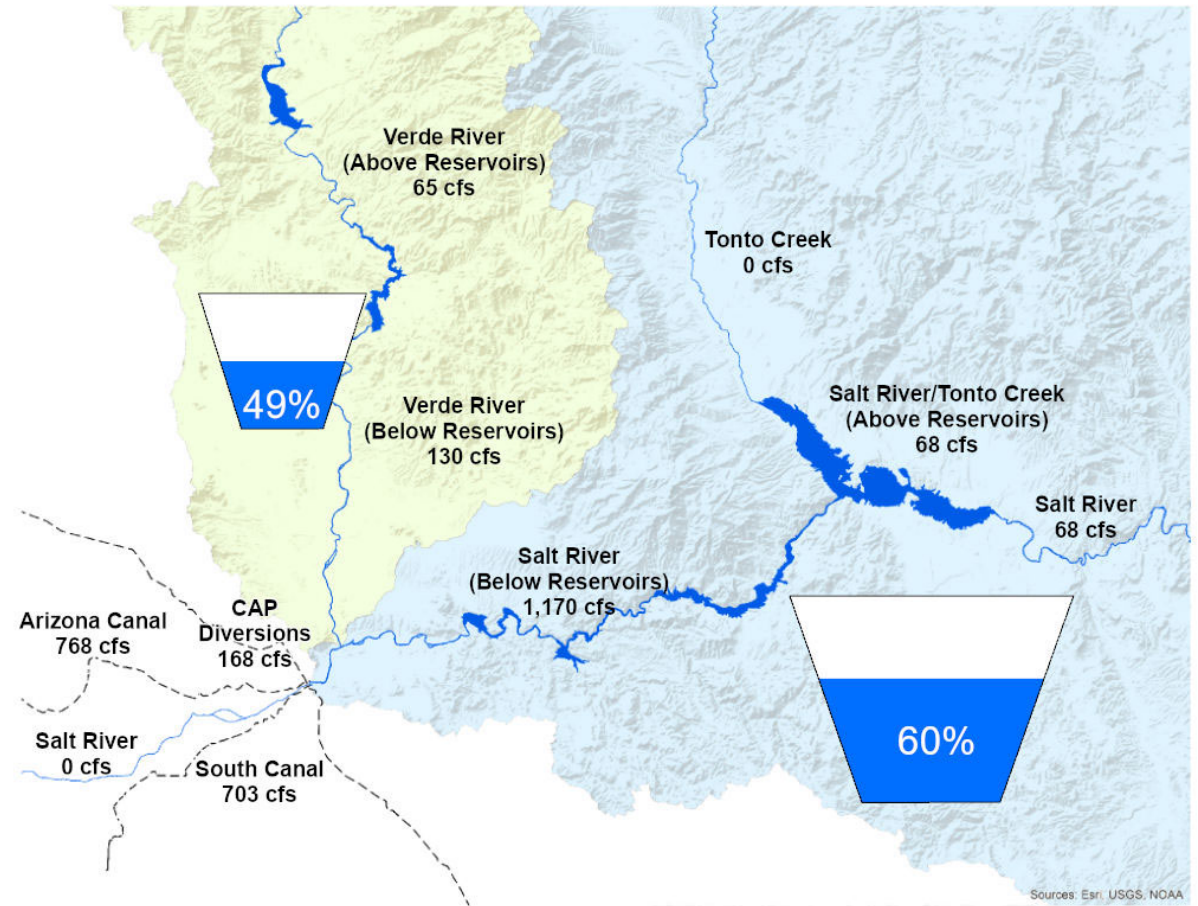 Verde River
(Above Reservoirs)
65 cfs
Tonto Creek
0 cfs
49%
Verde River
(Below Reservoirs)
130 cfs
Salt River/Tonto Creek
(Above Reservoirs)
68 cfs
Salt River
68 cfs
Salt River
(Below Reservoirs)
1,170 cfs
Arizona Canal
768 cfs
CAP
Diversions
168 cfs
60%
Salt River
0 cfs
South Canal
703 cfs
Sources: Esri, USGS, NOAA